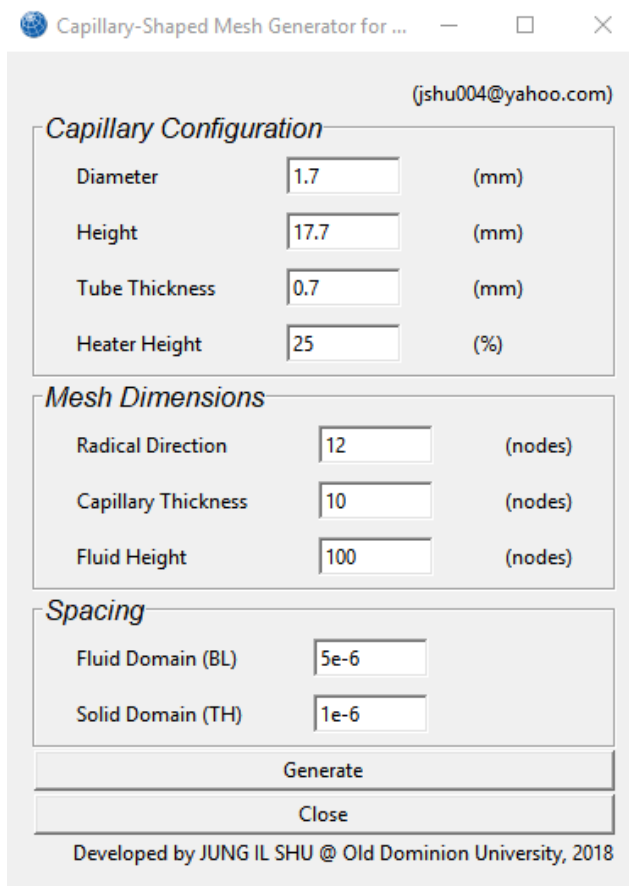 Capillary-Shaped Mesh Generator for ...
(jshu004@yahoo.com)
Capillary Configuration
Diameter 1.7 (mm)
Height 17.7 (mm)
Tube Thickness 0.7 (mm)
Heater Height 25 (%)
Mesh Dimensions
Radical Direction 12 (nodes)
Capillary Thickness 10 (nodes)
Fluid Height 100 (nodes)
Spacing
Fluid Domain (BL) 5e-6
Solid Domain (TH) 1e-6
Generate
Close
Developed by JUNG IL SHU @ Old Dominion University, 2018